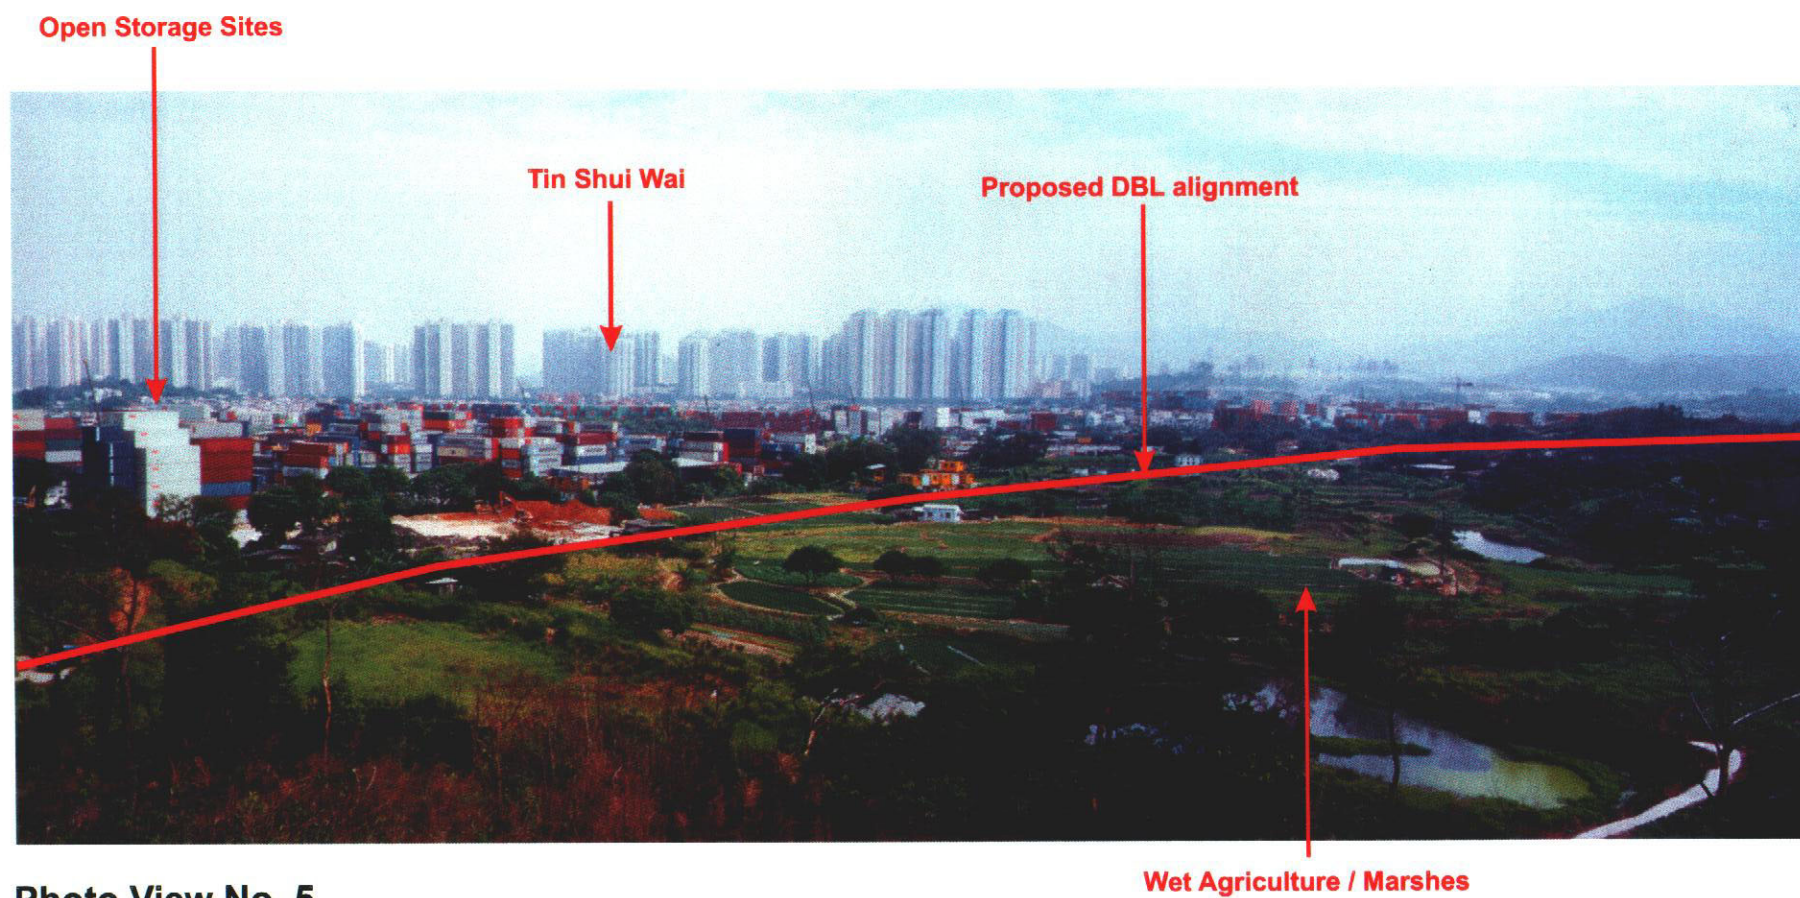 Open Storage Sites
Tin Shui Wai
Proposed DBL alignment
Wet Agriculture / Marshes
Photo View No. 5